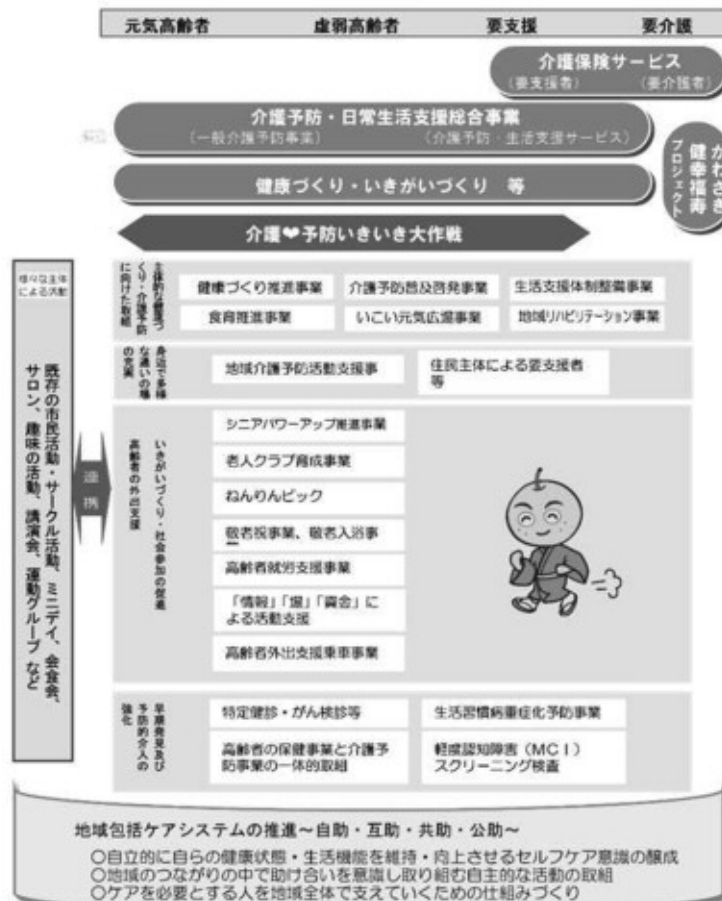 元気高齢者 虚弱高齢者 要支援 要介護
介護保険サービス
(要支援者) (要介護者)
介護予防・日常生活支援総合事業
(一般介護予防事業) (介護予防・生活支援サービス)
健康づくり・いきがいづくり 等
かわさき
健幸福寿
プロジェクト
介護❤予防いきいき大作戦
様々な主体
による活動
既存の市民活動・サークル活動、ミニデイ、会食会、
サロン、趣味の活動、講演会、運動グループ など
連携
主体的な健康づ
くり・介護予防
に向けた取組
健康づくり推進事業 介護予防普及啓発事業 生活支援体制整備事業
食育推進事業 いこい元気広場事業 地域リハビリテーション事業
身近で多様
な通いの場
の充実
地域介護予防活動支援事
住民主体による要支援者
等
いきがいづくり・社会参加の促進
高齢者の外出支援
シニアパワーアップ推進事業
老人クラブ育成事業
ねんりんピック
敬老祝事業、敬老入浴事
高齢者就労支援事業
「情報」「場」「資金」に
よる活動支援
高齢者外出支援乗車事業
早期発見及び
予防的介入の
強化
特定健診・がん検診等 生活習慣病重症化予防事業
高齢者の保健事業と介護予
防事業の一体的取組
軽度認知障害(MCI)
スクリーニング検査
地域包括ケアシステムの推進~自助・互助・共助・公助~
○自立的に自らの健康状態・生活機能を維持・向上させるセルフケア意識の醸成
○地域のつながりの中で助け合いを意識し取り組む自主的な活動の取組
○ケアを必要とする人を地域全体で支えていくための仕組みづくり